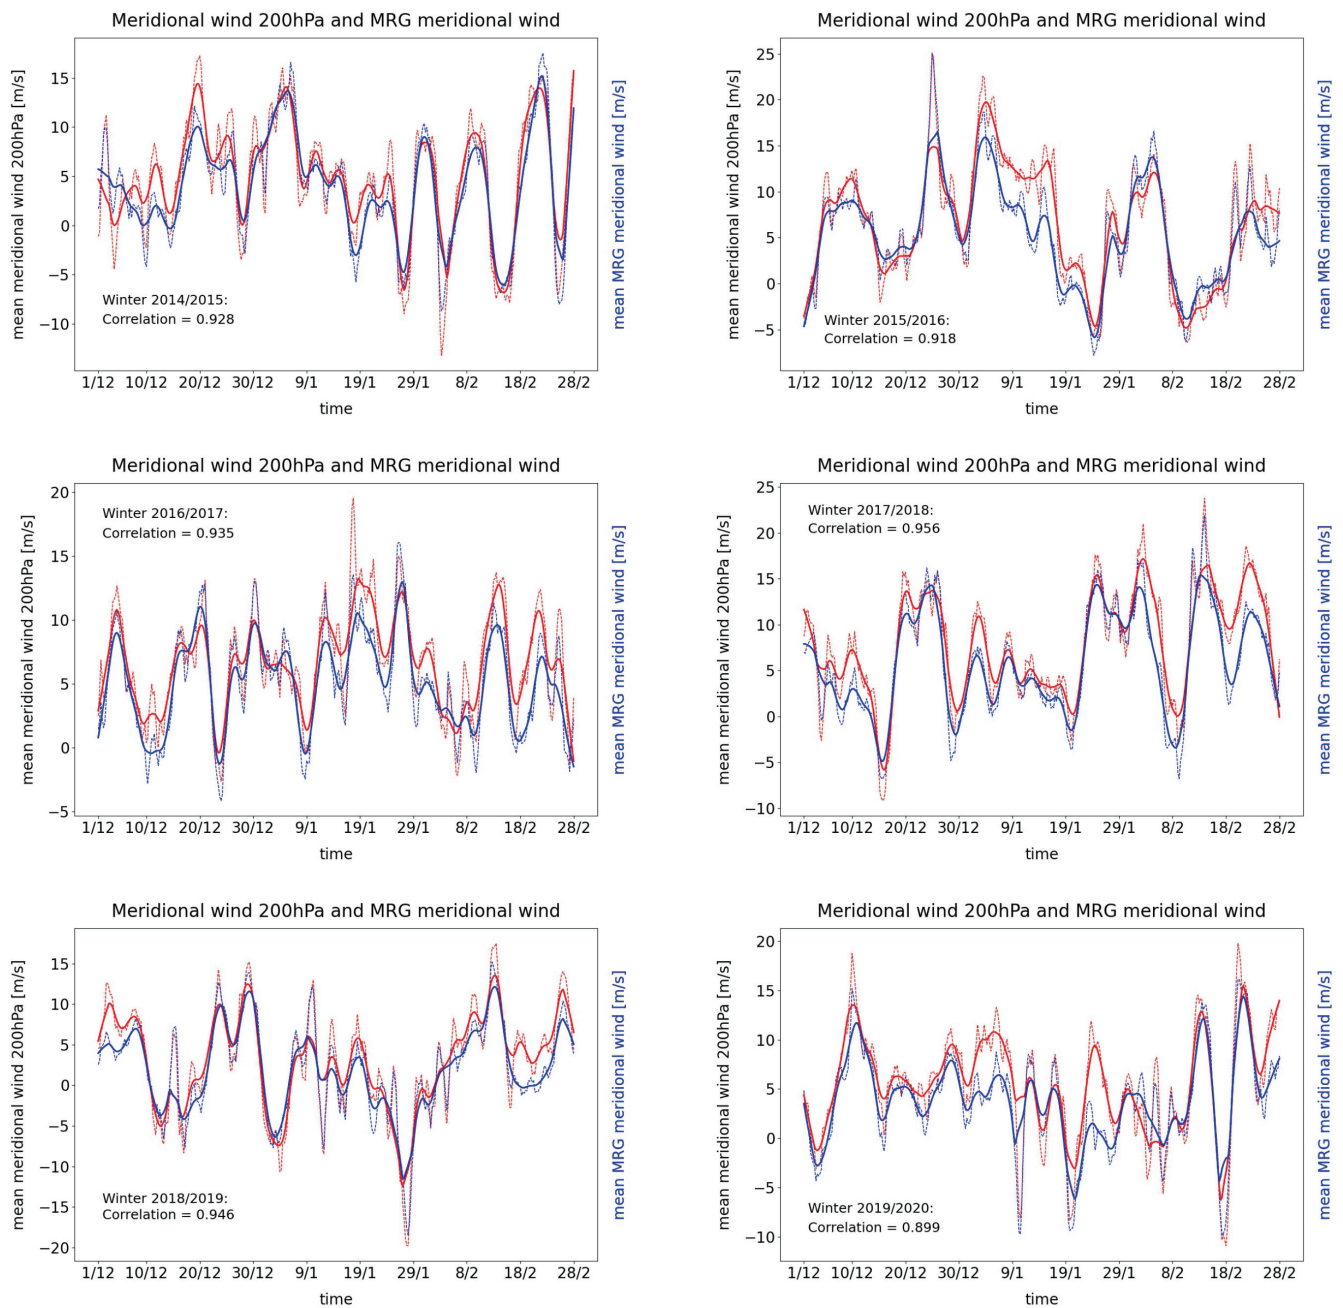 Meridional wind 200hPa and MRG meridional wind
mean meridional wind 200hPa [m/s]
15
10
5
0
−5
−10
Winter 2014/2015:
Correlation = 0.928
1/12 10/12 20/12 30/12 9/1 19/1 29/1 8/2 18/2 28/2
time
mean MRG meridional wind [m/s]
Meridional wind 200hPa and MRG meridional wind
mean meridional wind 200hPa [m/s]
25
20
15
10
5
0
−5
Winter 2015/2016:
Correlation = 0.918
1/12 10/12 20/12 30/12 9/1 19/1 29/1 8/2 18/2 28/2
time
mean MRG meridional wind [m/s]
Meridional wind 200hPa and MRG meridional wind
mean meridional wind 200hPa [m/s]
20
15
10
5
0
−5
Winter 2016/2017:
Correlation = 0.935
1/12 10/12 20/12 30/12 9/1 19/1 29/1 8/2 18/2 28/2
time
mean MRG meridional wind [m/s]
Meridional wind 200hPa and MRG meridional wind
mean meridional wind 200hPa [m/s]
25
20
15
10
5
0
−5
−10
Winter 2017/2018:
Correlation = 0.956
1/12 10/12 20/12 30/12 9/1 19/1 29/1 8/2 18/2 28/2
time
mean MRG meridional wind [m/s]
Meridional wind 200hPa and MRG meridional wind
mean meridional wind 200hPa [m/s]
15
10
5
0
−5
−10
−15
−20
Winter 2018/2019:
Correlation = 0.946
1/12 10/12 20/12 30/12 9/1 19/1 29/1 8/2 18/2 28/2
time
mean MRG meridional wind [m/s]
Meridional wind 200hPa and MRG meridional wind
mean meridional wind 200hPa [m/s]
20
15
10
5
0
−5
−10
Winter 2019/2020:
Correlation = 0.899
1/12 10/12 20/12 30/12 9/1 19/1 29/1 8/2 18/2 28/2
time
mean MRG meridional wind [m/s]